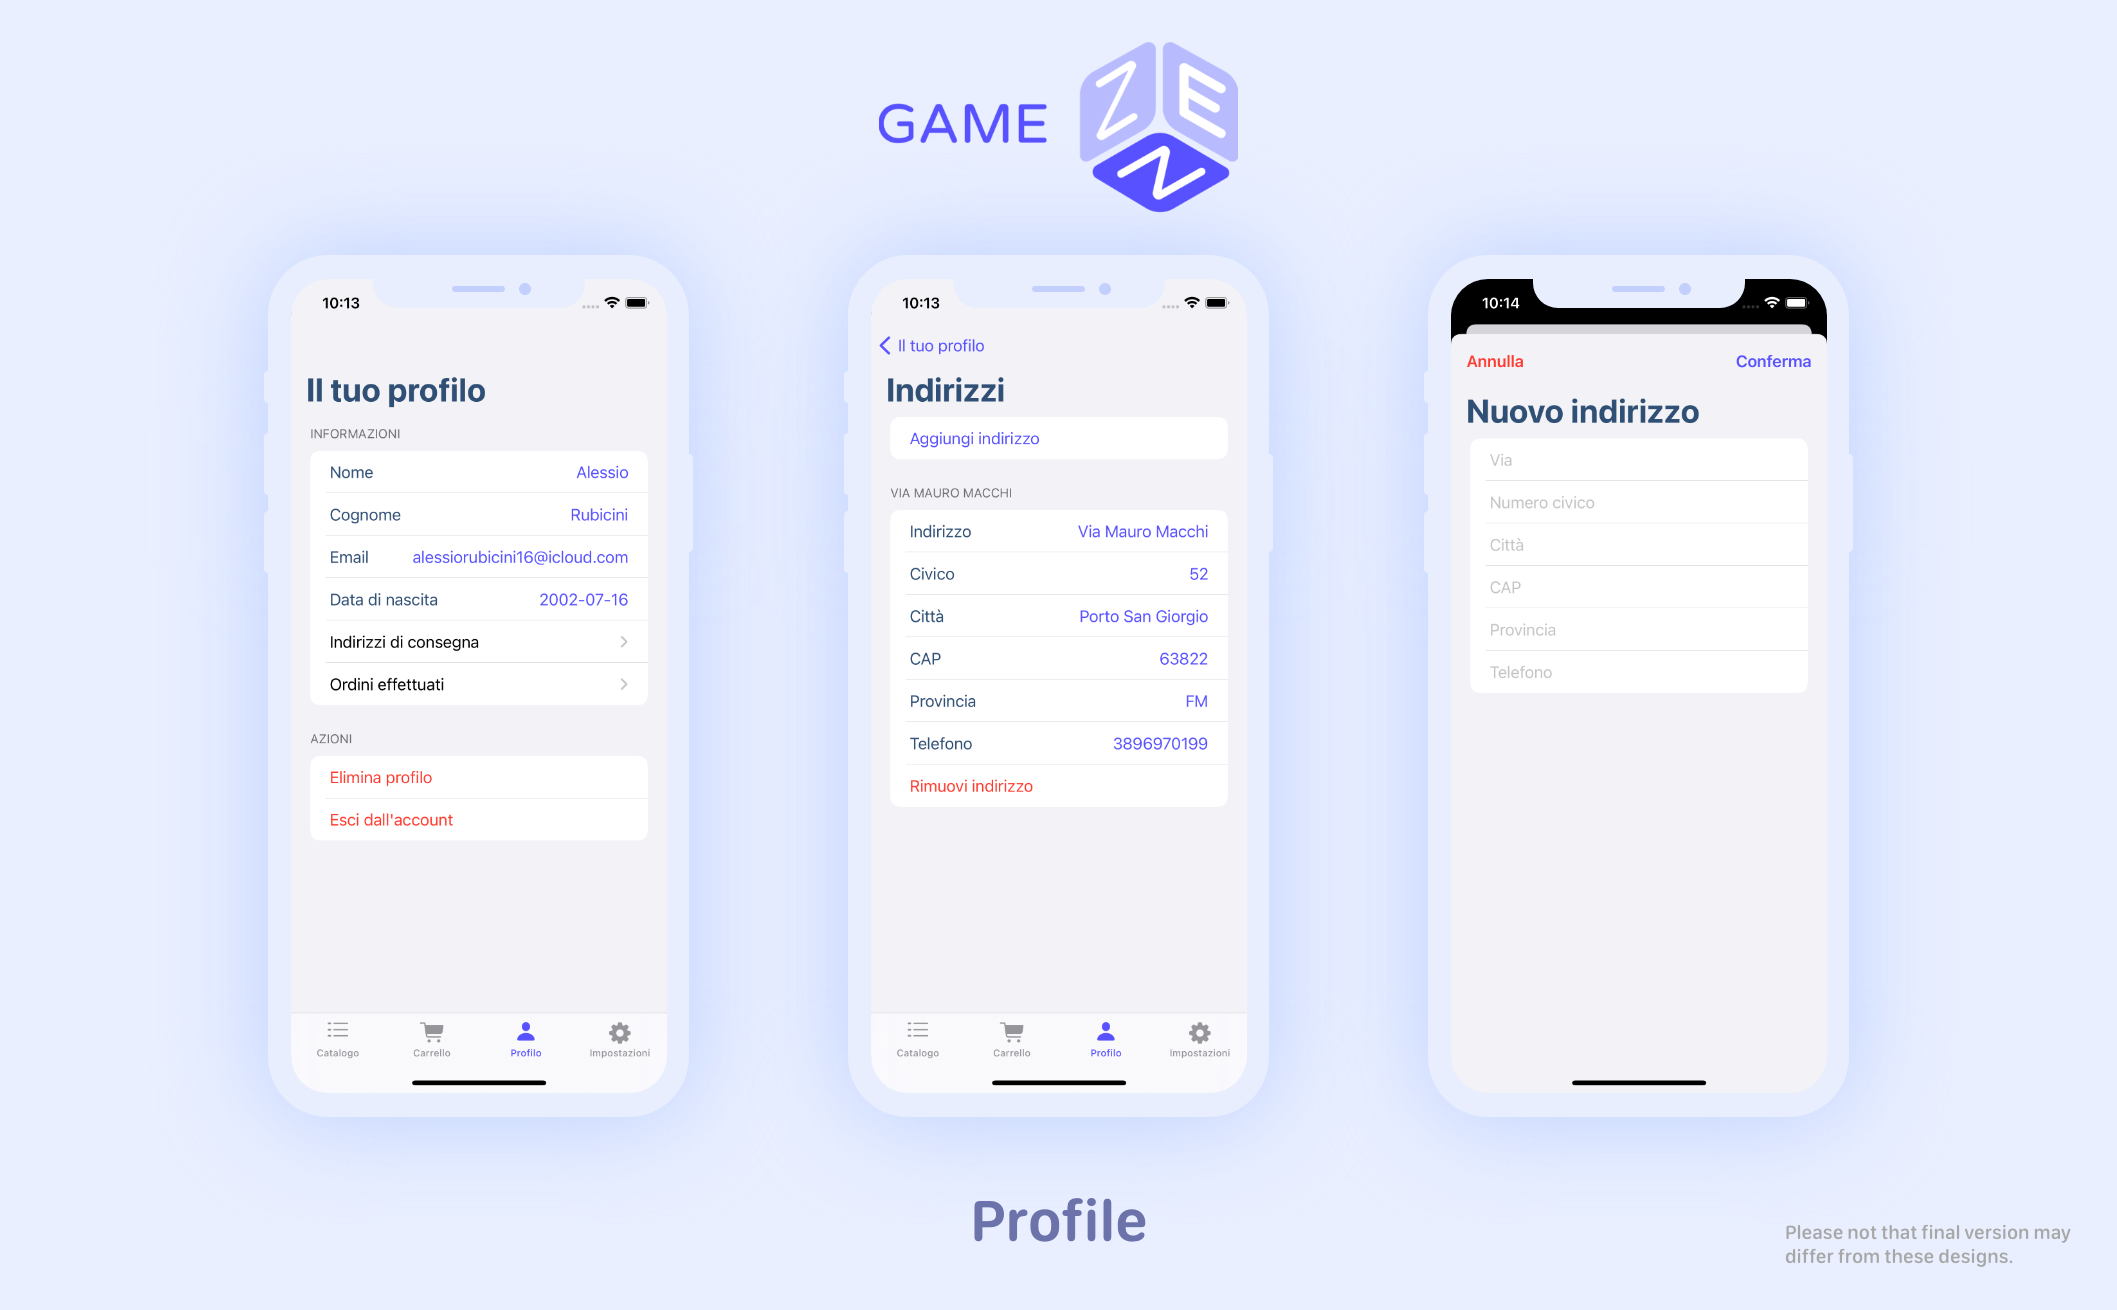 GAME ZEN
10:13
Il tuo profilo
INFORMAZIONI
Nome Alessio
Cognome Rubicini
Email alessiorubicini16@icloud.com
Data di nascita 2002-07-16
Indirizzi di consegna
Ordini effettuati
AZIONI
Elimina profilo
Esci dall'account
Catalogo Carrello Profilo Impostazioni
10:13
Il tuo profilo
Indirizzi
Aggiungi indirizzo
VIA MAURO MACCHI
Indirizzo Via Mauro Macchi
Civico 52
Città Porto San Giorgio
CAP 63822
Provincia FM
Telefono 3896970199
Rimuovi indirizzo
Catalogo Carrello Profilo Impostazioni
10:14
Annulla Conferma
Nuovo indirizzo
Via
Numero civico
Città
CAP
Provincia
Telefono
Profile
Please not that final version may
differ from these designs.